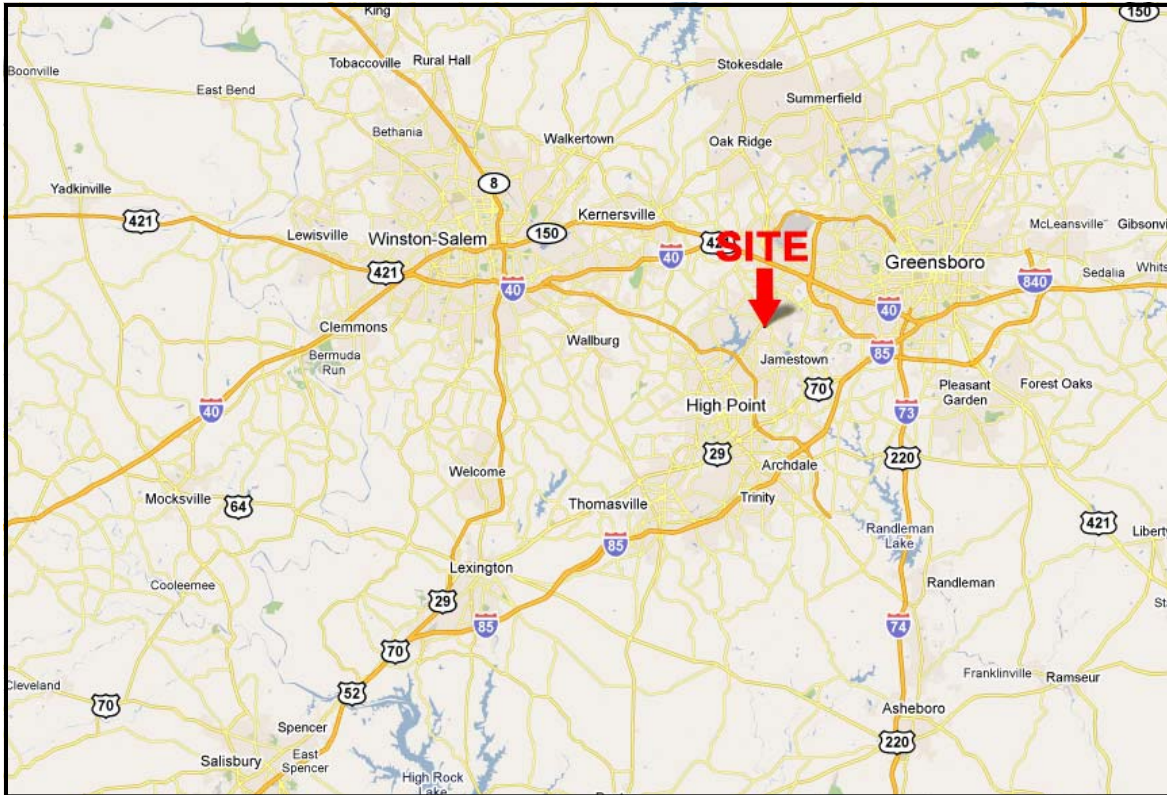 King
150
Tobaccoville
Rural Hall
Stokesdale
Boonville
East Bend
Summerfield
Bethania
Walkertown
Oak Ridge
Yadkinville
8
421
Kernersville
Lewisville
Winston-Salem
150
421
McLeansville
SITE
40
Greensboro
Sedalia
421
840
40
40
Clemmons
Bermuda
Run
Wallburg
Jamestown
85
70
Pleasant
Garden
Forest Oaks
40
High Point
73
29
220
Welcome
Archdale
Mocksville
64
Thomasville
Trinity
421
Randleman
Lake
85
Lexington
Cooleemee
Randleman
29
85
74
70
Franklinville
Ramseur
Cleveland
52
70
Asheboro
Spencer
220
Salisbury
East
Spencer
High Rock
Lake